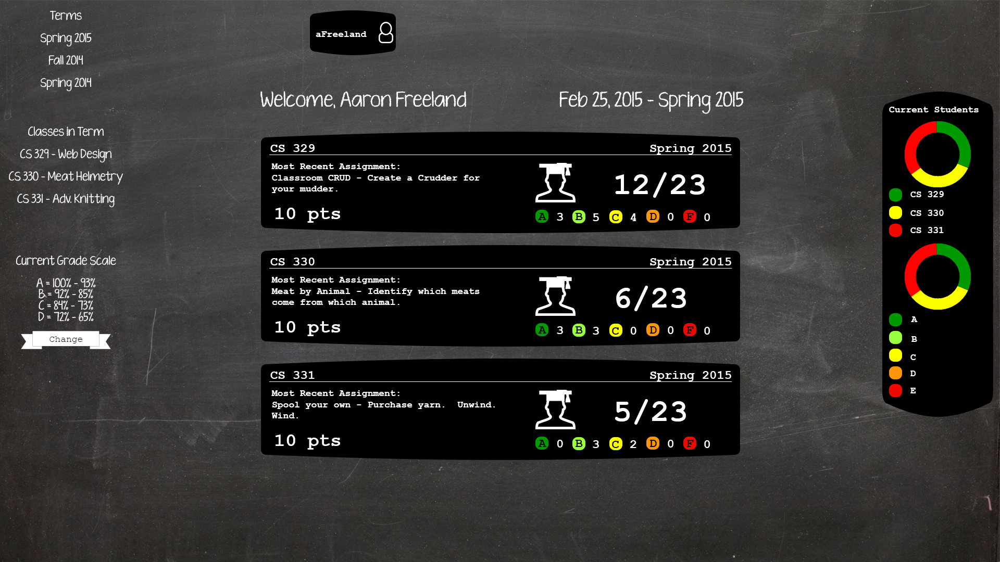 Terms
Spring 2015
Fall 2014
Spring 2014
Classes in Term
CS 329 - Web Design
CS 330 - Meat Helmetry
CS 331 - Adv. Knitting
Current Grade Scale
A = 100% - 93%
B = 92% - 85%
C = 84% - 73%
D = 72% - 65%
Change
aFreeland
Welcome, Aaron Freeland
Feb 25, 2015 - Spring 2015
CS 329 Spring 2015
Most Recent Assignment:
Classroom CRUD - Create a Crudder for
your mudder.
12/23
10 pts
A 3 B 5 C 4 D 0 F 0
CS 330 Spring 2015
Most Recent Assignment:
Meat by Animal - Identify which meats
come from which animal.
6/23
10 pts
A 3 B 3 C 0 D 0 F 0
CS 331 Spring 2015
Most Recent Assignment:
Spool your own - Purchase yarn.  Unwind.
Wind.
5/23
10 pts
A 0 B 3 C 2 D 0 F 0
Current Students
CS 329
CS 330
CS 331
A
B
C
D
E